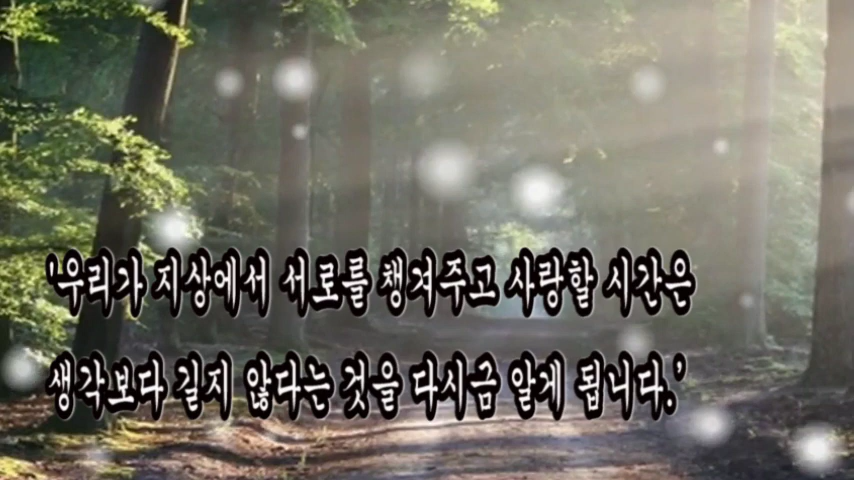 '우리가 지상에서 서로를 챙겨주고 사랑할 시간은
생각보다 길지 않다는 것을 다시금 알게 됩니다.'